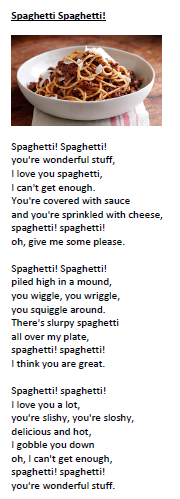 Spaghetti Spaghetti!
Spaghetti! Spaghetti!
you're wonderful stuff,
I love you spaghetti,
I can't get enough.
You're covered with sauce
and you're sprinkled with cheese,
spaghetti! spaghetti!
oh, give me some please.
Spaghetti! Spaghetti!
piled high in a mound,
you wiggle, you wriggle,
you squiggle around.
There's slurpy spaghetti
all over my plate,
spaghetti! spaghetti!
I think you are great.
Spaghetti! spaghetti!
I love you a lot,
you're slishy, you're sloshy,
delicious and hot,
I gobble you down
oh, I can't get enough,
spaghetti! spaghetti!
you're wonderful stuff.